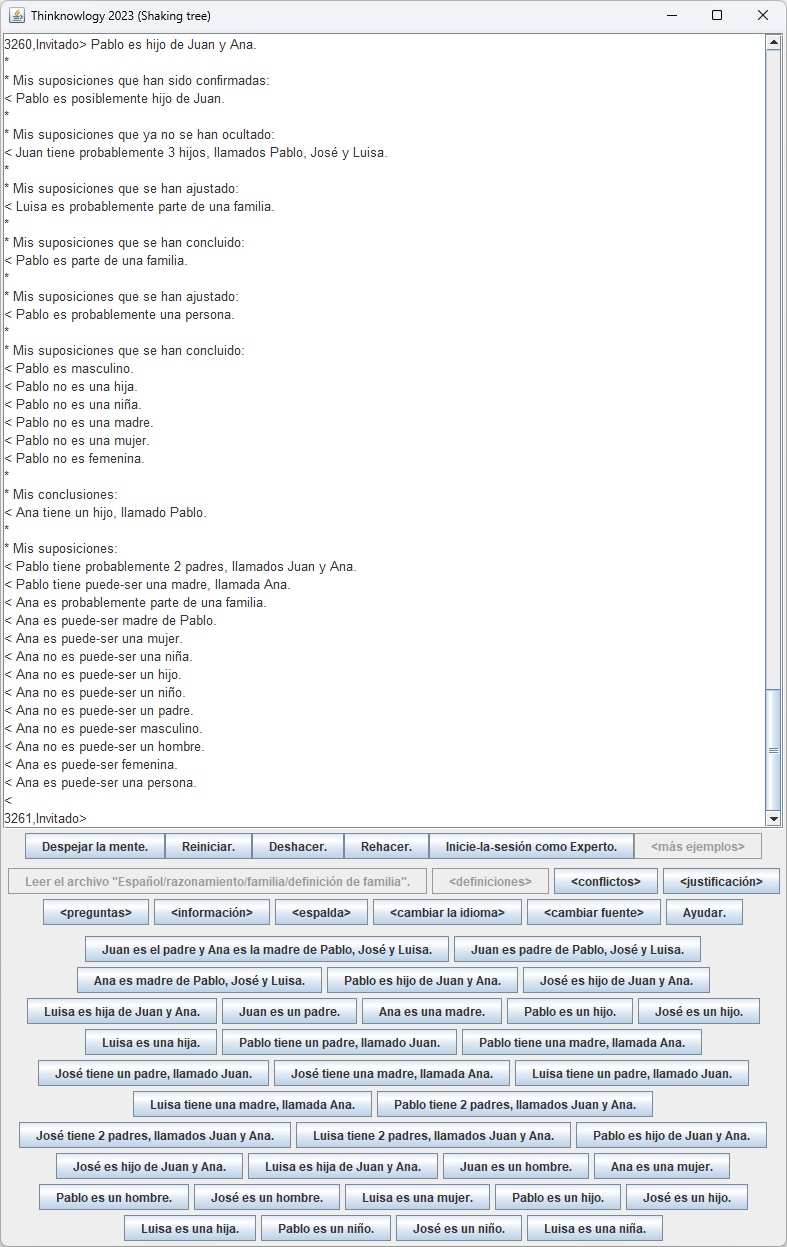 Thinknowlogy 2023 (Shaking tree)
3260,Invitado> Pablo es hijo de Juan y Ana.
*
* Mis suposiciones que han sido confirmadas:
< Pablo es posiblemente hijo de Juan.
*
* Mis suposiciones que ya no se han ocultado:
< Juan tiene probablemente 3 hijos, llamados Pablo, José y Luisa.
*
* Mis suposiciones que se han ajustado:
< Luisa es probablemente parte de una familia.
*
* Mis suposiciones que se han concluido:
< Pablo es parte de una familia.
*
* Mis suposiciones que se han ajustado:
< Pablo es probablemente una persona.
*
* Mis suposiciones que se han concluido:
< Pablo es masculino.
< Pablo no es una hija.
< Pablo no es una niña.
< Pablo no es una madre.
< Pablo no es una mujer.
< Pablo no es femenina.
*
* Mis conclusiones:
< Ana tiene un hijo, llamado Pablo.
*
* Mis suposiciones:
< Pablo tiene probablemente 2 padres, llamados Juan y Ana.
< Pablo tiene puede-ser una madre, llamada Ana.
< Ana es probablemente parte de una familia.
< Ana es puede-ser madre de Pablo.
< Ana es puede-ser una mujer.
< Ana no es puede-ser una niña.
< Ana no es puede-ser un hijo.
< Ana no es puede-ser un niño.
< Ana no es puede-ser un padre.
< Ana no es puede-ser masculino.
< Ana no es puede-ser un hombre.
< Ana es puede-ser femenina.
< Ana es puede-ser una persona.
<
3261,Invitado>
Despejar la mente. Reiniciar. Deshacer. Rehacer. Inicie-la-sesión como Experto. <más ejemplos>
Leer el archivo "Español/razonamiento/familia/definición de familia". <definiciones> <conflictos> <justificación>
<preguntas> <información> <espalda> <cambiar la idioma> <cambiar fuente> Ayudar.
Juan es el padre y Ana es la madre de Pablo, José y Luisa. Juan es padre de Pablo, José y Luisa.
Ana es madre de Pablo, José y Luisa. Pablo es hijo de Juan y Ana. José es hijo de Juan y Ana.
Luisa es hija de Juan y Ana. Juan es un padre. Ana es una madre. Pablo es un hijo. José es un hijo.
Luisa es una hija. Pablo tiene un padre, llamado Juan. Pablo tiene una madre, llamada Ana.
José tiene un padre, llamado Juan. José tiene una madre, llamada Ana. Luisa tiene un padre, llamado Juan.
Luisa tiene una madre, llamada Ana. Pablo tiene 2 padres, llamados Juan y Ana.
José tiene 2 padres, llamados Juan y Ana. Luisa tiene 2 padres, llamados Juan y Ana. Pablo es hijo de Juan y Ana.
José es hijo de Juan y Ana. Luisa es hija de Juan y Ana. Juan es un hombre. Ana es una mujer.
Pablo es un hombre. José es un hombre. Luisa es una mujer. Pablo es un hijo. José es un hijo.
Luisa es una hija. Pablo es un niño. José es un niño. Luisa es una niña.